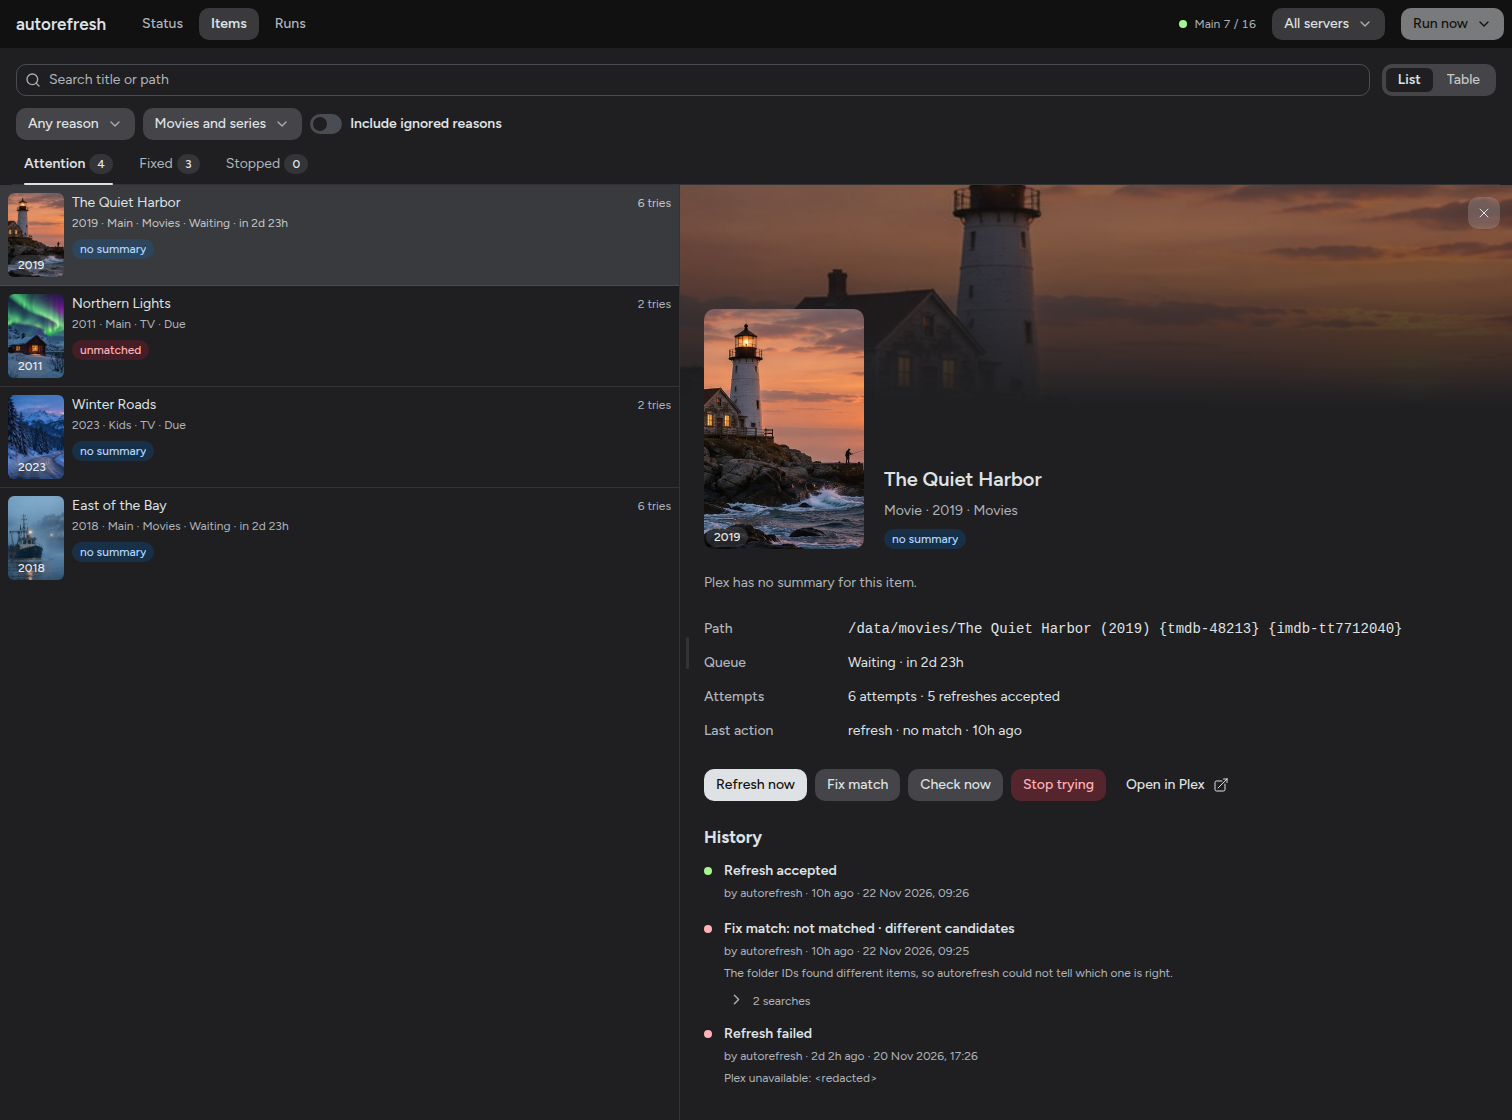 autorefresh
Status
Items
Runs
Main 7 / 16
All servers
Run now
Search title or path
List
Table
Any reason
Movies and series
Include ignored reasons
Attention 4
Fixed 3
Stopped 0
The Quiet Harbor
6 tries
2019 · Main · Movies · Waiting · in 2d 23h
no summary
2019
Northern Lights
2 tries
2011 · Main · TV · Due
unmatched
2011
Winter Roads
2 tries
2023 · Kids · TV · Due
no summary
2023
East of the Bay
6 tries
2018 · Main · Movies · Waiting · in 2d 23h
no summary
2018
The Quiet Harbor
Movie · 2019 · Movies
no summary
2019
Plex has no summary for this item.
Path /data/movies/The Quiet Harbor (2019) {tmdb-48213} {imdb-tt7712040}
Queue Waiting · in 2d 23h
Attempts 6 attempts · 5 refreshes accepted
Last action refresh · no match · 10h ago
Refresh now
Fix match
Check now
Stop trying
Open in Plex
History
Refresh accepted
by autorefresh · 10h ago · 22 Nov 2026, 09:26
Fix match: not matched · different candidates
by autorefresh · 10h ago · 22 Nov 2026, 09:25
The folder IDs found different items, so autorefresh could not tell which one is right.
2 searches
Refresh failed
by autorefresh · 2d 2h ago · 20 Nov 2026, 17:26
Plex unavailable: <redacted>